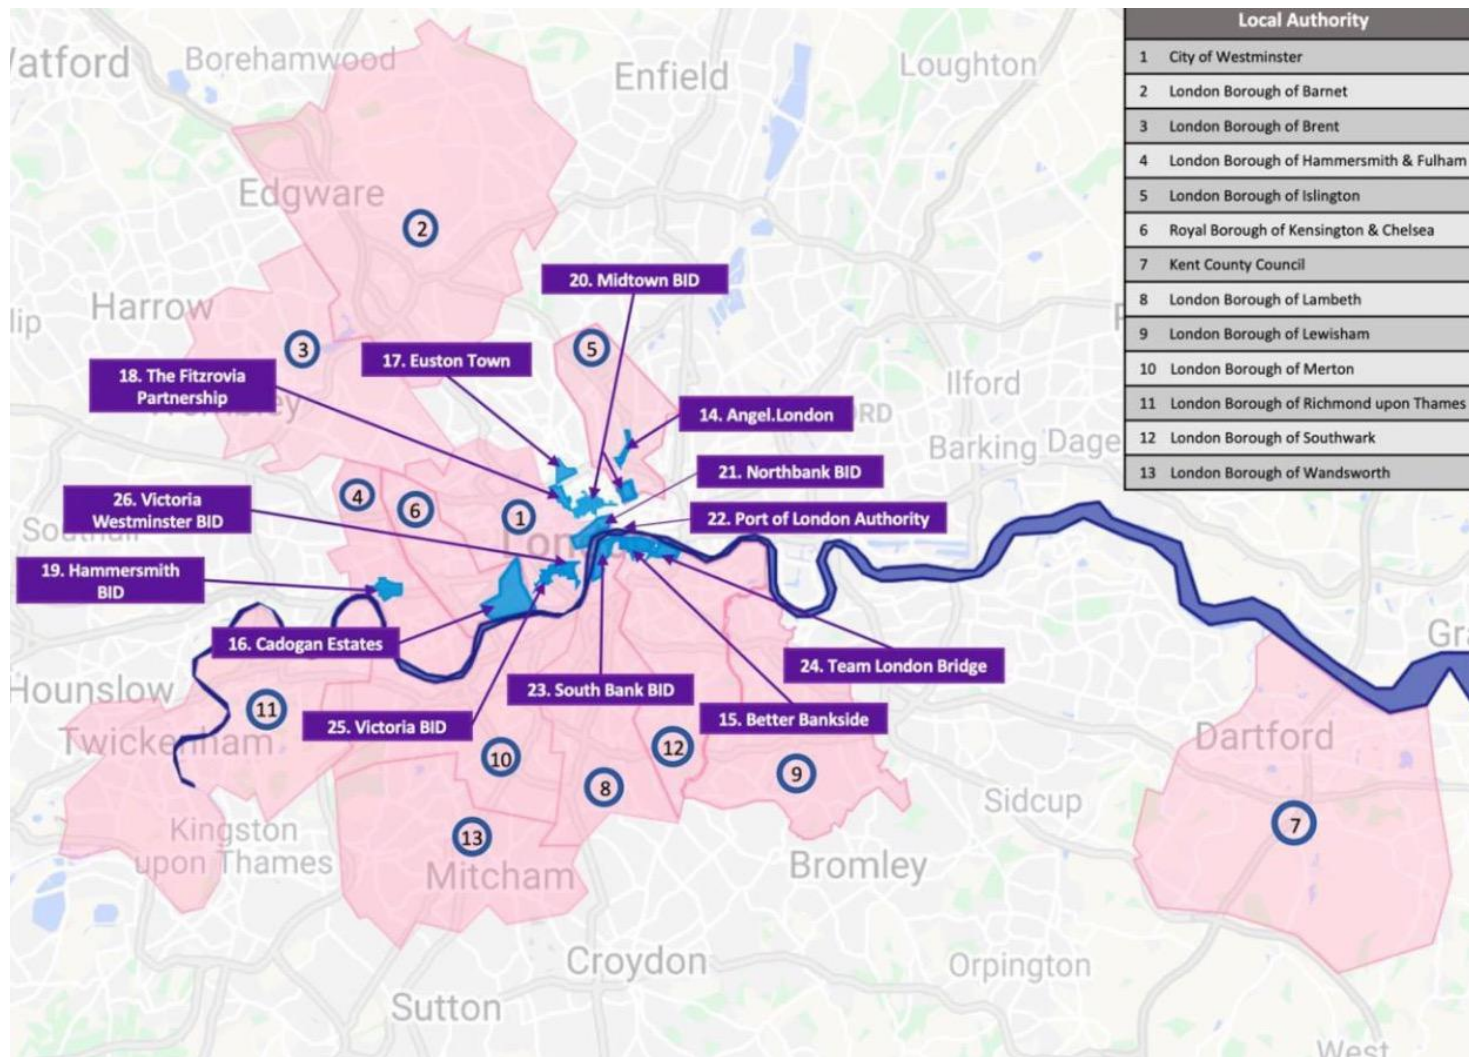 Local Authority
1 City of Westminster
2 London Borough of Barnet
3 London Borough of Brent
4 London Borough of Hammersmith & Fulham
5 London Borough of Islington
6 Royal Borough of Kensington & Chelsea
7 Kent County Council
8 London Borough of Lambeth
9 London Borough of Lewisham
10 London Borough of Merton
11 London Borough of Richmond upon Thames
12 London Borough of Southwark
13 London Borough of Wandsworth
Borehamwood
Enfield
Loughton
Edgware
2
20. Midtown BID
Harrow
3
5
17. Euston Town
18. The Fitzrovia
Partnership
Ilford
14. Angel.London
Barking
21. Northbank BID
26. Victoria
Westminster BID
4
6
1
22. Port of London Authority
19. Hammersmith
BID
16. Cadogan Estates
24. Team London Bridge
Hounslow
23. South Bank BID
11
25. Victoria BID
15. Better Bankside
Twickenham
Dartford
10
12
9
8
Sidcup
7
Kingston
upon Thames
13
Mitcham
Bromley
Croydon
Orpington
Sutton
West